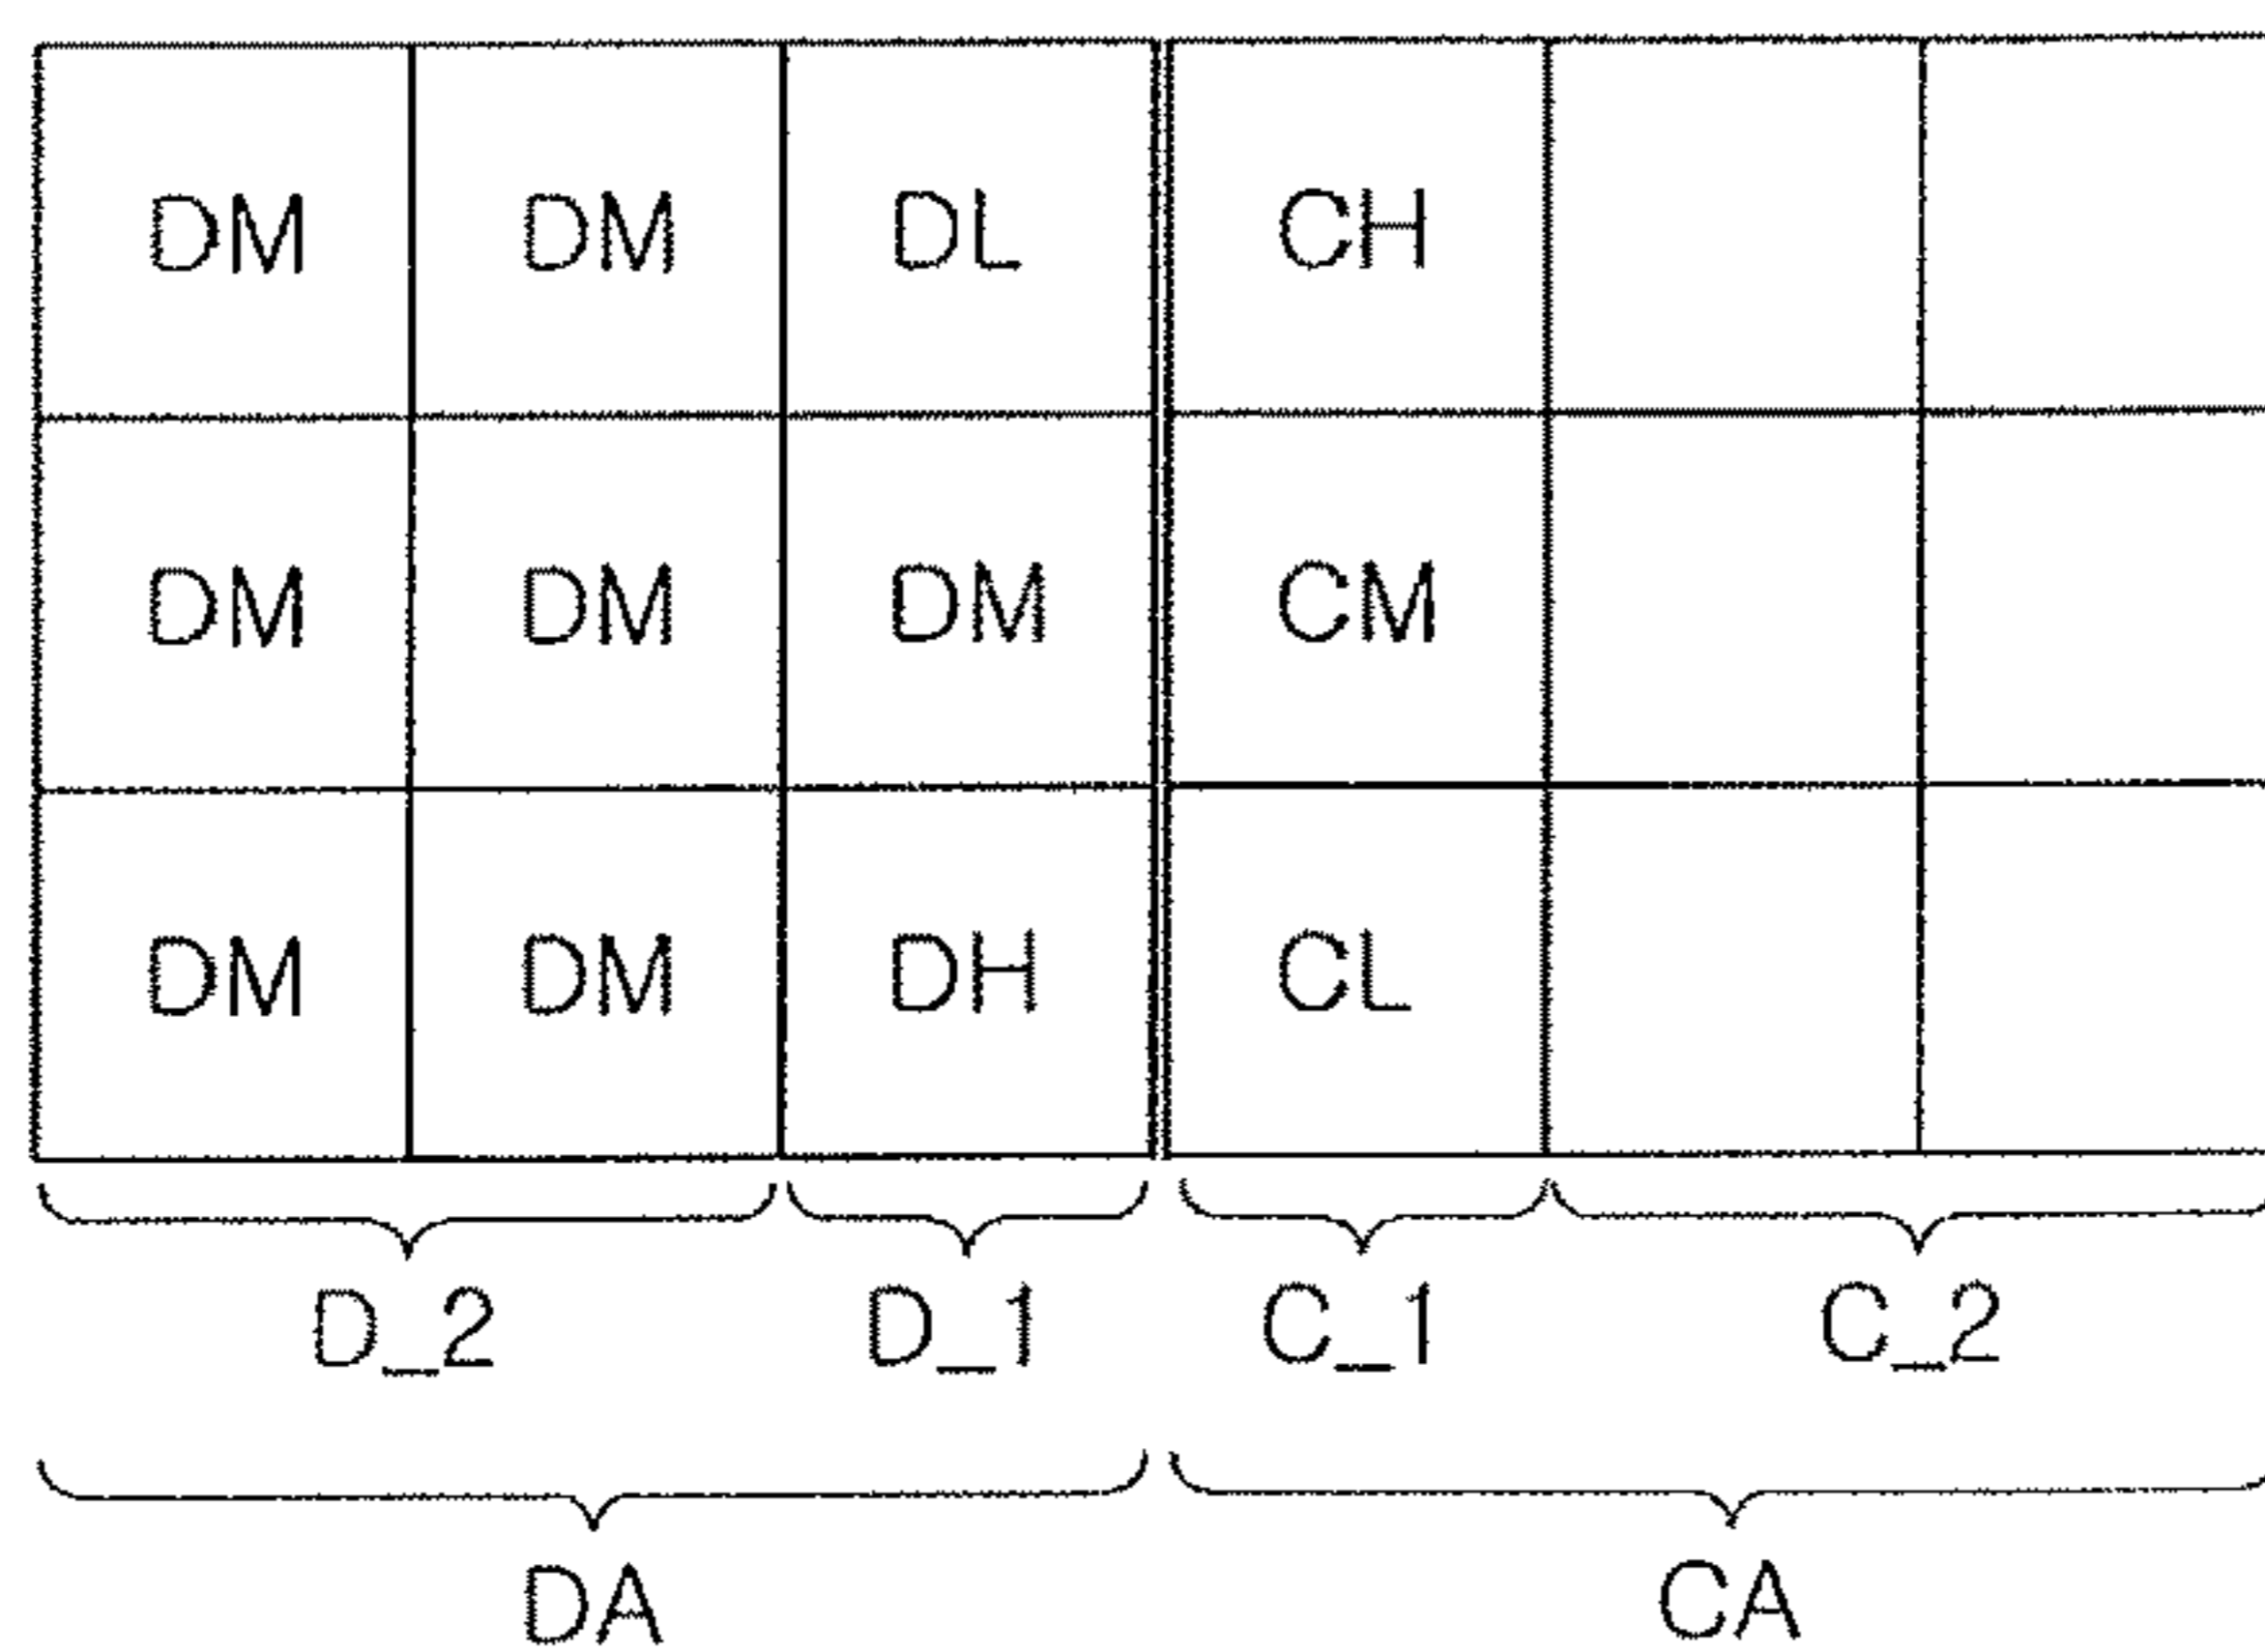 DM DM DL CH
DM DM DM CM
DM DM DH CL
D_2 D_1 C_1 C_2
DA CA